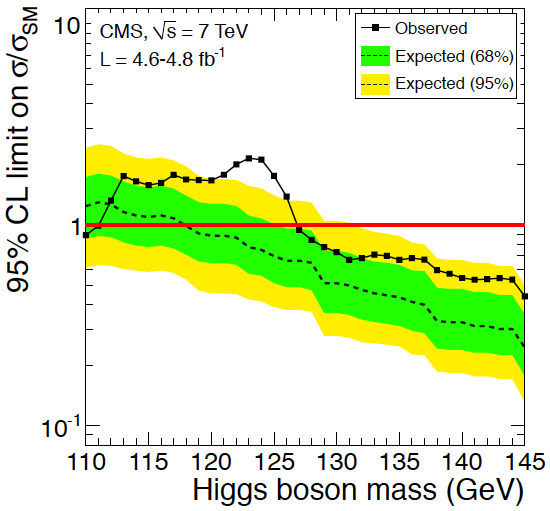 10
CMS, √s = 7 TeV
L = 4.6-4.8 fb⁻¹
Observed
Expected (68%)
Expected (95%)
95% CL limit on σ/σSM
1
10⁻¹
110 115 120 125 130 135 140 145
Higgs boson mass (GeV)